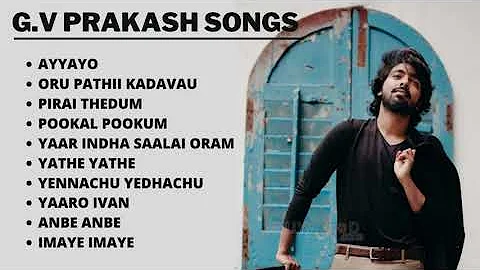 G.V PRAKASH SONGS
• AYYAYO
• ORU PATHII KADAVAU
• PIRAI THEDUM
• POOKAL POOKUM
• YAAR INDHA SAALAI ORAM
• YATHE YATHE
• YENNACHU YEDHACHU
• YAARO IVAN
• ANBE ANBE
• IMAYE IMAYE